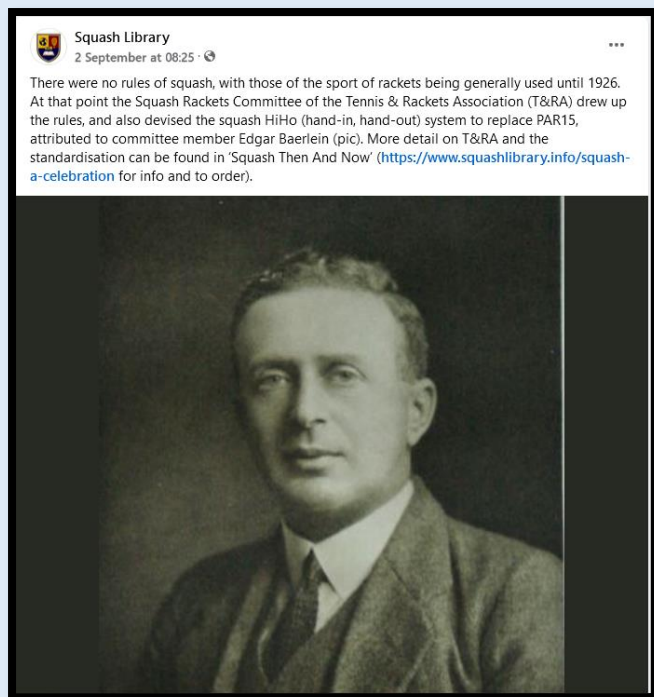 Squash Library
2 September at 08:25 ·
There were no rules of squash, with those of the sport of rackets being generally used until 1926.
At that point the Squash Rackets Committee of the Tennis & Rackets Association (T&RA) drew up
the rules, and also devised the squash HiHo (hand-in, hand-out) system to replace PAR15,
attributed to committee member Edgar Baerlein (pic). More detail on T&RA and the
standardisation can be found in ‘Squash Then And Now’ (https://www.squashlibrary.info/squash-
a-celebration for info and to order).